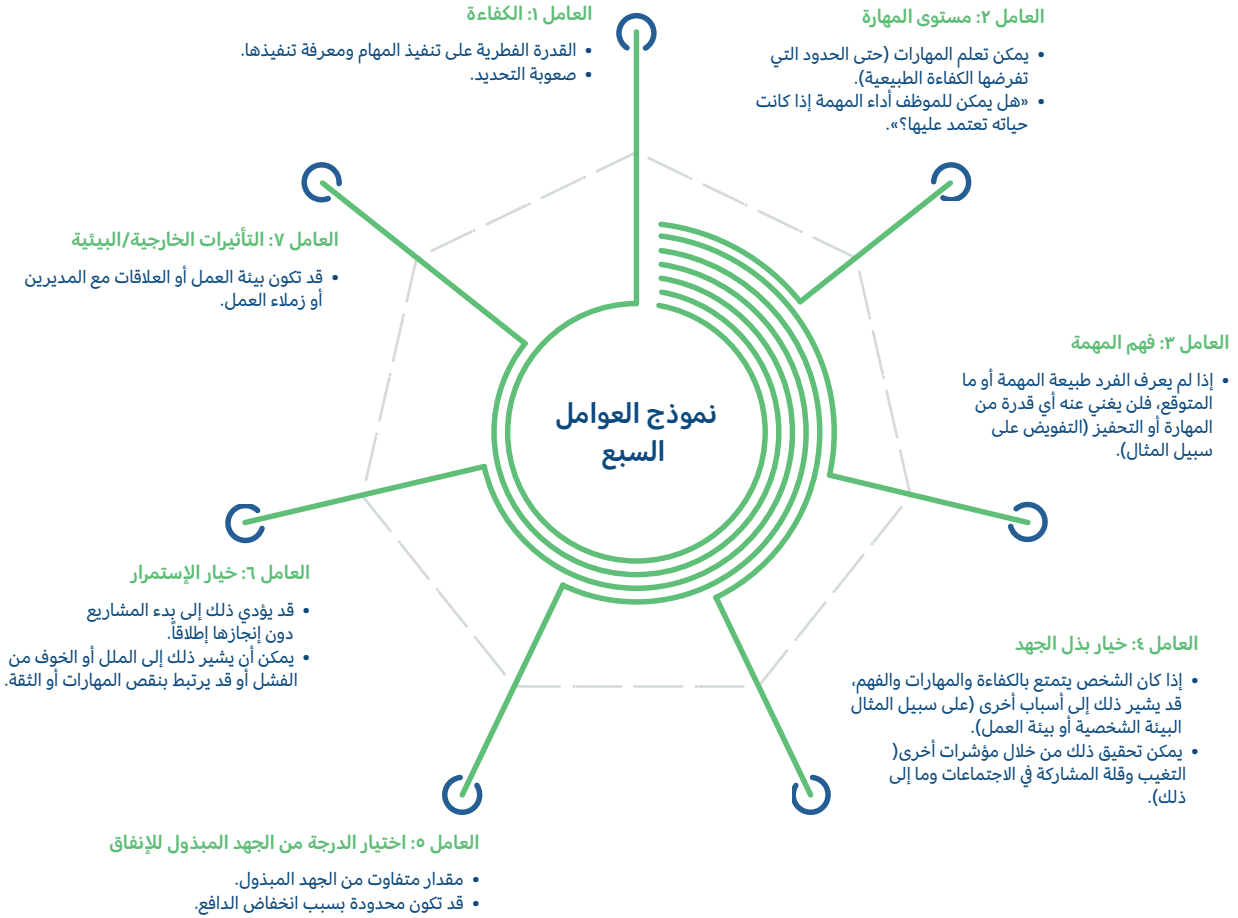 نموذج العوامل
السبع
العامل ١: الكفاءة
• القدرة الفطرية على تنفيذ المهام ومعرفة تنفيذها.
• صعوبة التحديد.
العامل ٢: مستوى المهارة
• يمكن تعلم المهارات (حتى الحدود التي
تفرضها الكفاءة الطبيعية).
• «هل يمكن للموظف أداء المهمة إذا كانت
حياته تعتمد عليها؟».
العامل ٣: فهم المهمة
• إذا لم يعرف الفرد طبيعة المهمة أو ما
المتوقع، فلن يغني عنه أي قدرة من
المهارة أو التحفيز (التفويض على
سبيل المثال).
العامل ٤: خيار بذل الجهد
• إذا كان الشخص يتمتع بالكفاءة والمهارات والفهم،
قد يشير ذلك إلى أسباب أخرى (على سبيل المثال
البيئة الشخصية أو بيئة العمل).
• يمكن تحقيق ذلك من خلال مؤشرات أخرى(
التغيب وقلة المشاركة في الاجتماعات وما إلى
ذلك).
العامل ٥: اختيار الدرجة من الجهد المبذول للإنفاق
• مقدار متفاوت من الجهد المبذول.
• قد تكون محدودة بسبب انخفاض الدافع.
العامل ٦: خيار الإستمرار
• قد يؤدي ذلك إلى بدء المشاريع
دون إنجازها إطلاقاً.
• يمكن أن يشير ذلك إلى الملل أو الخوف من
الفشل أو قد يرتبط بنقص المهارات أو الثقة.
العامل ٧: التأثيرات الخارجية/البيئية
• قد تكون بيئة العمل أو العلاقات مع المديرين
أو زملاء العمل.